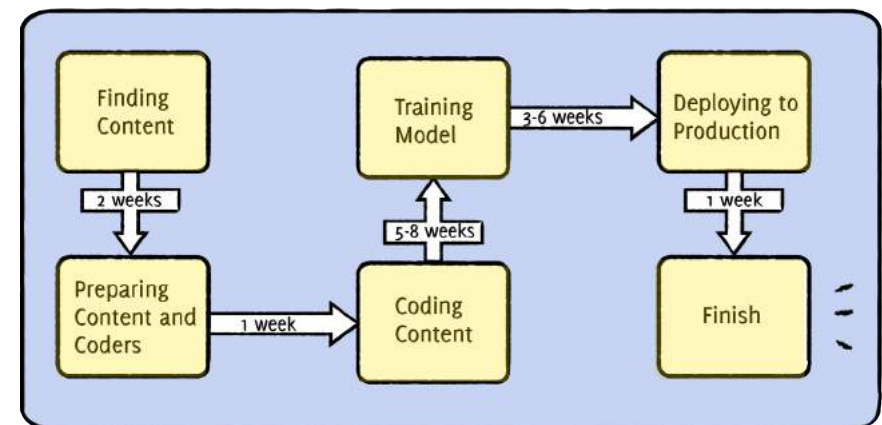 Finding
Content
2 weeks
Preparing
Content and
Coders
1 week
Coding
Content
5-8 weeks
Training
Model
3-6 weeks
Deploying to
Production
1 week
Finish